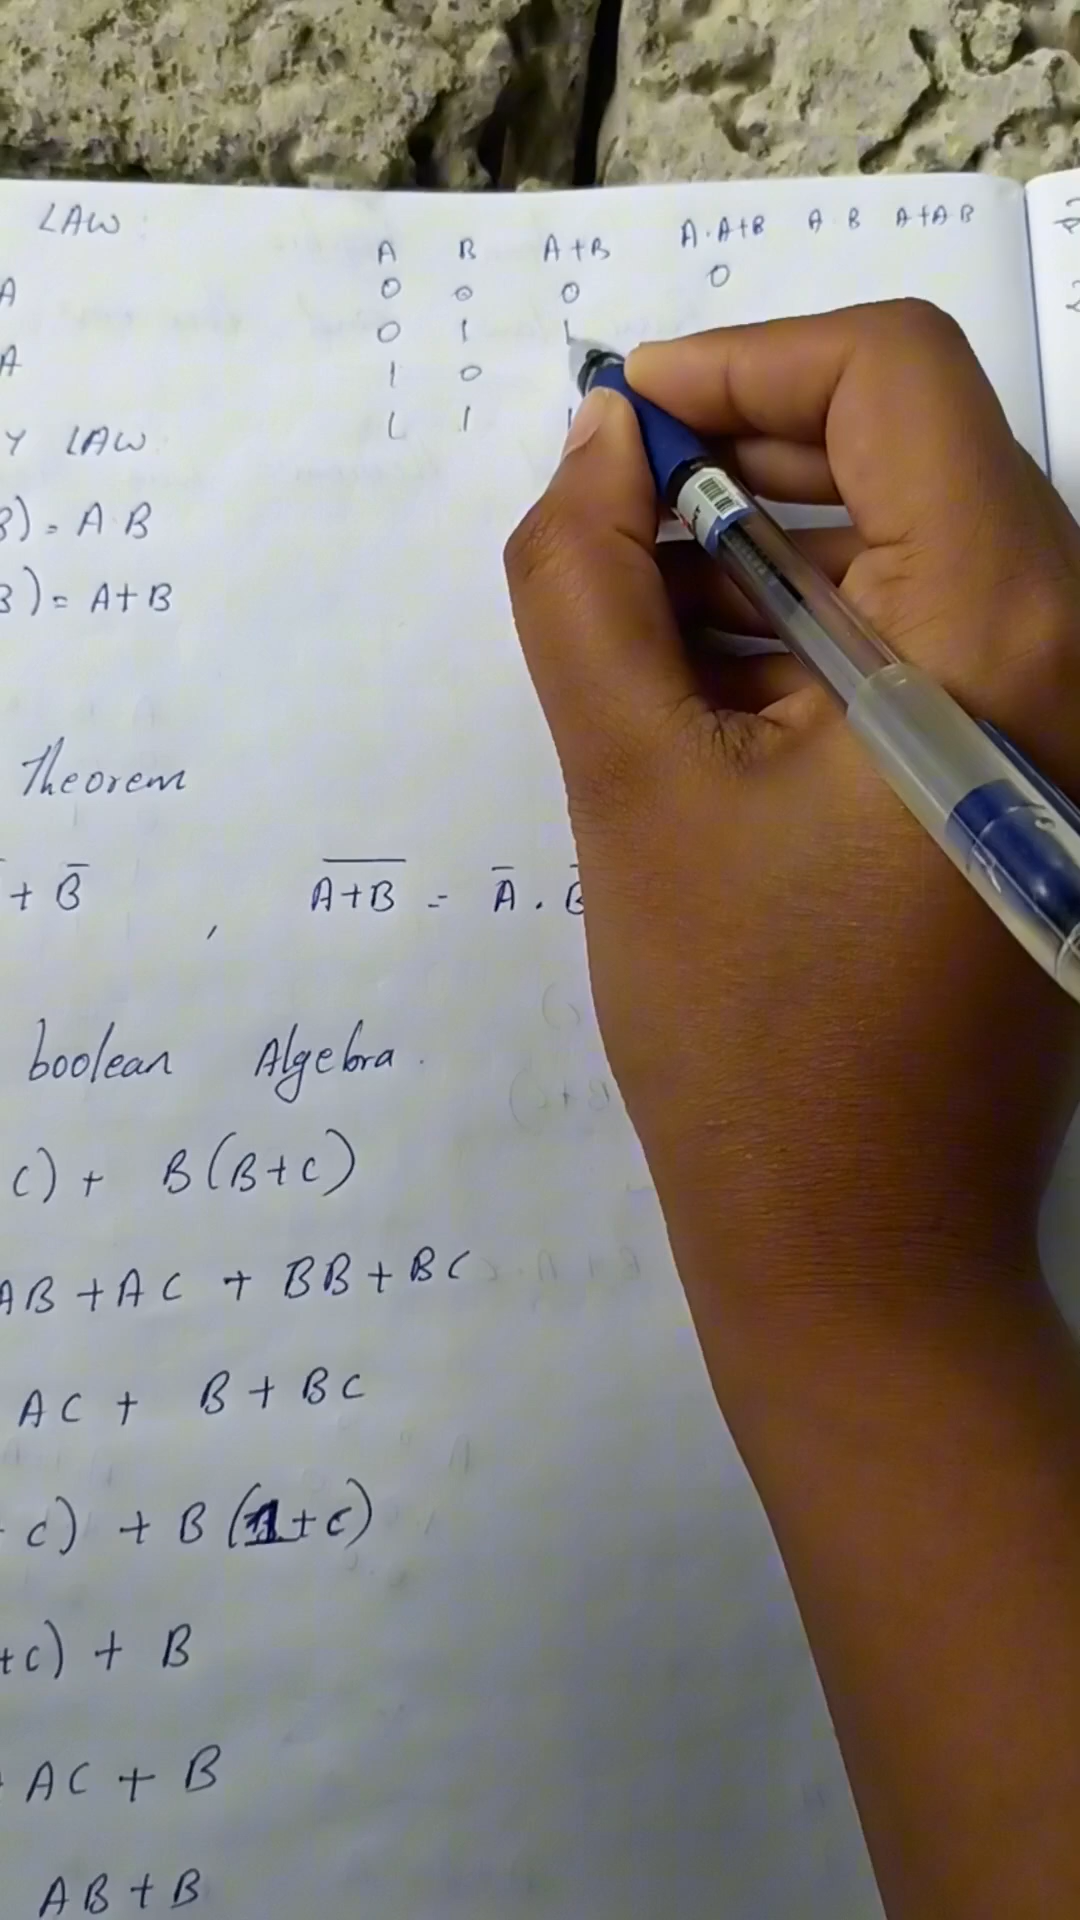 LAW:
A B A+B A·A+B A B A+AB
A 0 0 0 0
0 1 1
A 1 0
1 1 1
Y LAW
B) = A·B
B) = A+B
Theorem
+ B̅ , A̅+̅B̅ = A̅ .
boolean Algebra.
C) + B(B+C)
AB + AC + BB + BC
AC + B + BC
C) + B(1+C)
+C) + B
AC + B
AB + B